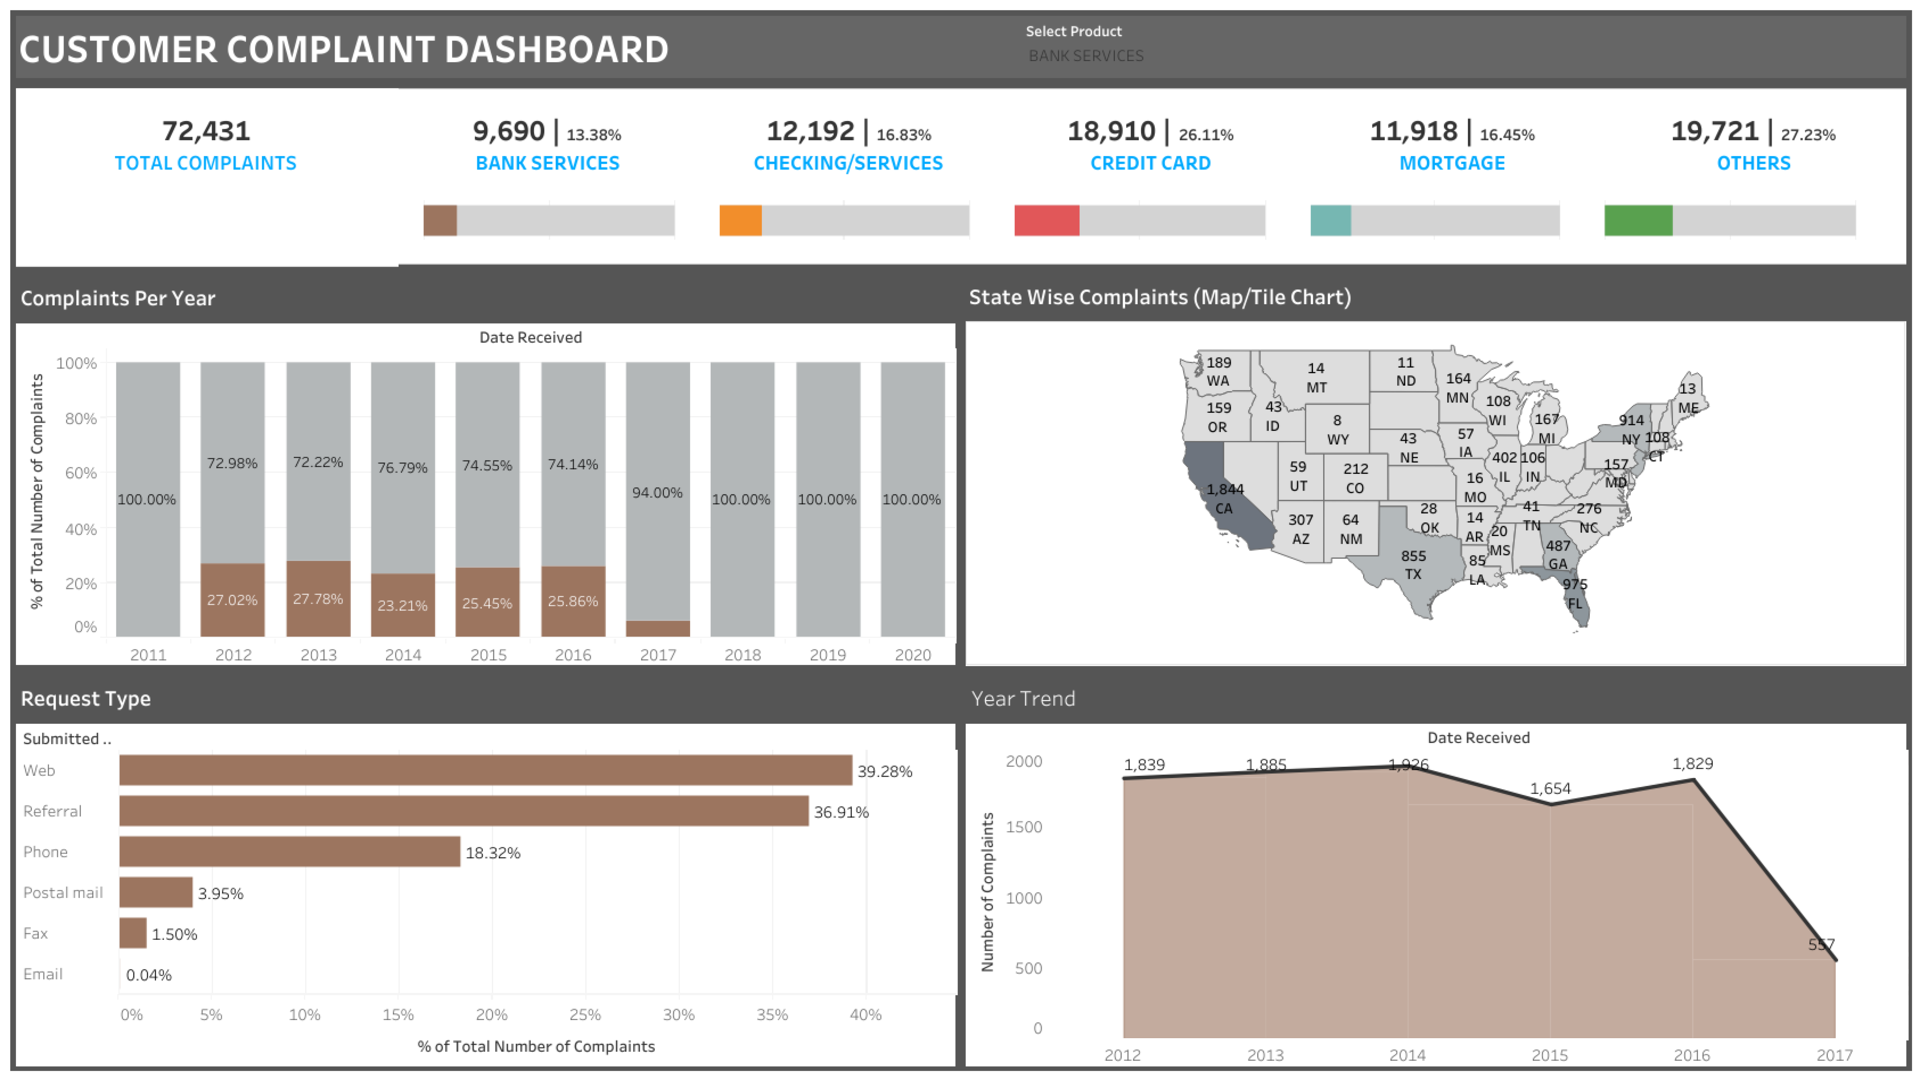 CUSTOMER COMPLAINT DASHBOARD
Select Product
BANK SERVICES
72,431
TOTAL COMPLAINTS
9,690 | 13.38%
BANK SERVICES
12,192 | 16.83%
CHECKING/SERVICES
18,910 | 26.11%
CREDIT CARD
11,918 | 16.45%
MORTGAGE
19,721 | 27.23%
OTHERS
Complaints Per Year
Date Received
% of Total Number of Complaints
100%
80%
60%
40%
20%
0%
100.00%
72.98%
27.02%
72.22%
27.78%
76.79%
23.21%
74.55%
25.45%
74.14%
25.86%
94.00%
100.00%
100.00%
100.00%
2011
2012
2013
2014
2015
2016
2017
2018
2019
2020
State Wise Complaints (Map/Tile Chart)
189
WA
14
MT
11
ND
164
MN
108
WI
167
MI
13
ME
159
OR
43
ID
8
WY
43
NE
57
IA
914
NY
108
CT
59
UT
212
CO
402
IL
106
IN
157
MD
1,844
CA
16
MO
307
AZ
64
NM
28
OK
14
AR
41
TN
276
NC
20
MS
487
GA
855
TX
85
LA
975
FL
Request Type
Submitted ..
Web
39.28%
Referral
36.91%
Phone
18.32%
Postal mail
3.95%
Fax
1.50%
Email
0.04%
0%
5%
10%
15%
20%
25%
30%
35%
40%
% of Total Number of Complaints
Year Trend
Date Received
Number of Complaints
2000
1500
1000
500
0
1,839
1,885
1,926
1,654
1,829
557
2012
2013
2014
2015
2016
2017